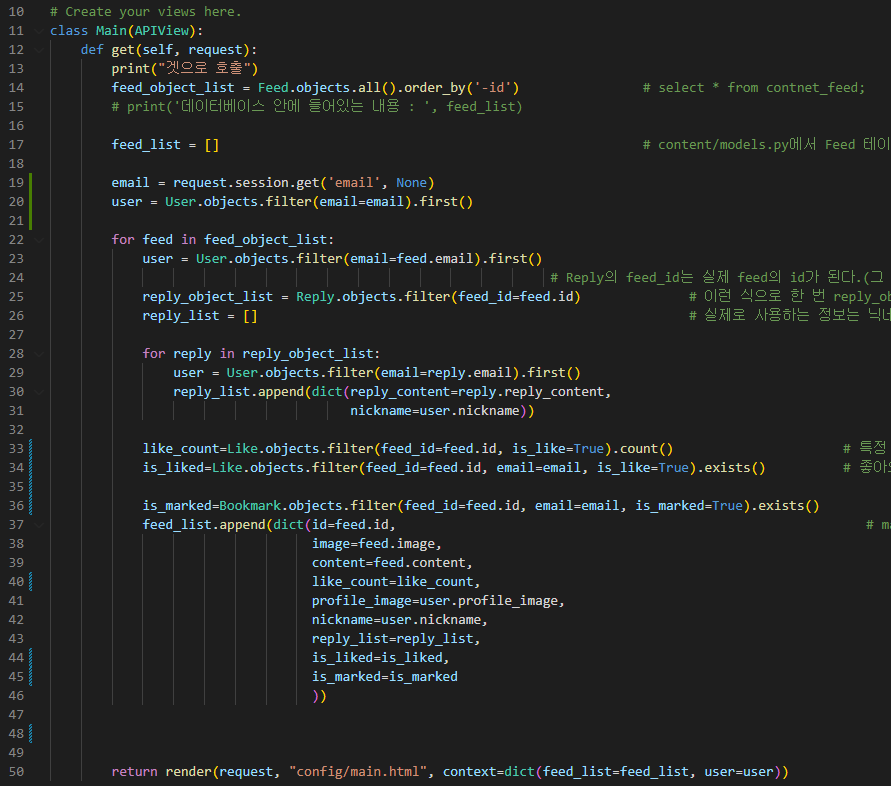 10 # Create your views here.
11 class Main(APIView):
12 def get(self, request):
13 print("겟으로 호출")
14 feed_object_list = Feed.objects.all().order_by('-id') # select * from contnet_feed;
15 # print('데이터베이스 안에 들어있는 내용 : ', feed_list)
16
17 feed_list = [] # content/models.py에서 Feed 테이
18
19 email = request.session.get('email', None)
20 user = User.objects.filter(email=email).first()
21
22 for feed in feed_object_list:
23 user = User.objects.filter(email=feed.email).first()
24 # Reply의 feed_id는 실제 feed의 id가 된다.(그
25 reply_object_list = Reply.objects.filter(feed_id=feed.id) # 이런 식으로 한 번 reply_ob
26 reply_list = [] # 실제로 사용하는 정보는 닉네
27
28 for reply in reply_object_list:
29 user = User.objects.filter(email=reply.email).first()
30 reply_list.append(dict(reply_content=reply.reply_content,
31 nickname=user.nickname))
32
33 like_count=Like.objects.filter(feed_id=feed.id, is_like=True).count() # 특정
34 is_liked=Like.objects.filter(feed_id=feed.id, email=email, is_like=True).exists() # 좋아요
35
36 is_marked=Bookmark.objects.filter(feed_id=feed.id, email=email, is_marked=True).exists()
37 feed_list.append(dict(id=feed.id, # ma
38 image=feed.image,
39 content=feed.content,
40 like_count=like_count,
41 profile_image=user.profile_image,
42 nickname=user.nickname,
43 reply_list=reply_list,
44 is_liked=is_liked,
45 is_marked=is_marked
46 ))
47
48
49
50 return render(request, "config/main.html", context=dict(feed_list=feed_list, user=user))